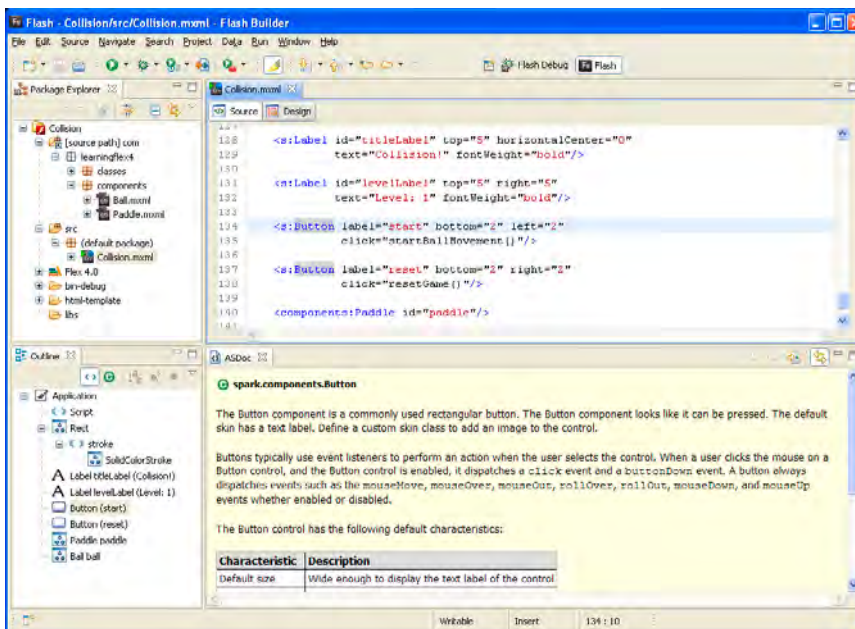 Flash - Collision/src/Collision.mxml - Flash Builder
File Edit Source Navigate Search Project Data Run Window Help
Flash Debug Flash
Package Explorer
Collision
[source path] com
learningflex4
classes
components
Ball.mxml
Paddle.mxml
src
(default package)
Collision.mxml
Flex 4.0
bin-debug
html-template
libs
Collision.mxml
Source Design
128 <s:Label id="titleLabel" top="5" horizontalCenter="0"
129 text="Collision!" fontWeight="bold"/>
130
131 <s:Label id="levelLabel" top="5" right="5"
132 text="Level: 1" fontWeight="bold"/>
133
134 <s:Button label="start" bottom="2" left="2"
135 click="startBallMovement()"/>
136
137 <s:Button label="reset" bottom="2" right="2"
138 click="resetGame()"/>
139
140 <components:Paddle id="paddle"/>
141
Outline
Application
Script
Rect
stroke
SolidColorStroke
Label titleLabel (Collision!)
Label levelLabel (Level: 1)
Button (start)
Button (reset)
Paddle paddle
Ball ball
ASDoc
spark.components.Button
The Button component is a commonly used rectangular button. The Button component looks like it can be pressed. The default
skin has a text label. Define a custom skin class to add an image to the control.
Buttons typically use event listeners to perform an action when the user selects the control. When a user clicks the mouse on a
Button control, and the Button control is enabled, it dispatches a click event and a buttonDown event. A button always
dispatches events such as the mouseMove, mouseOver, mouseOut, rollOver, rollOut, mouseDown, and mouseUp
events whether enabled or disabled.
The Button control has the following default characteristics:
Characteristic Description
Default size Wide enough to display the text label of the control
Writable Insert 134 : 10